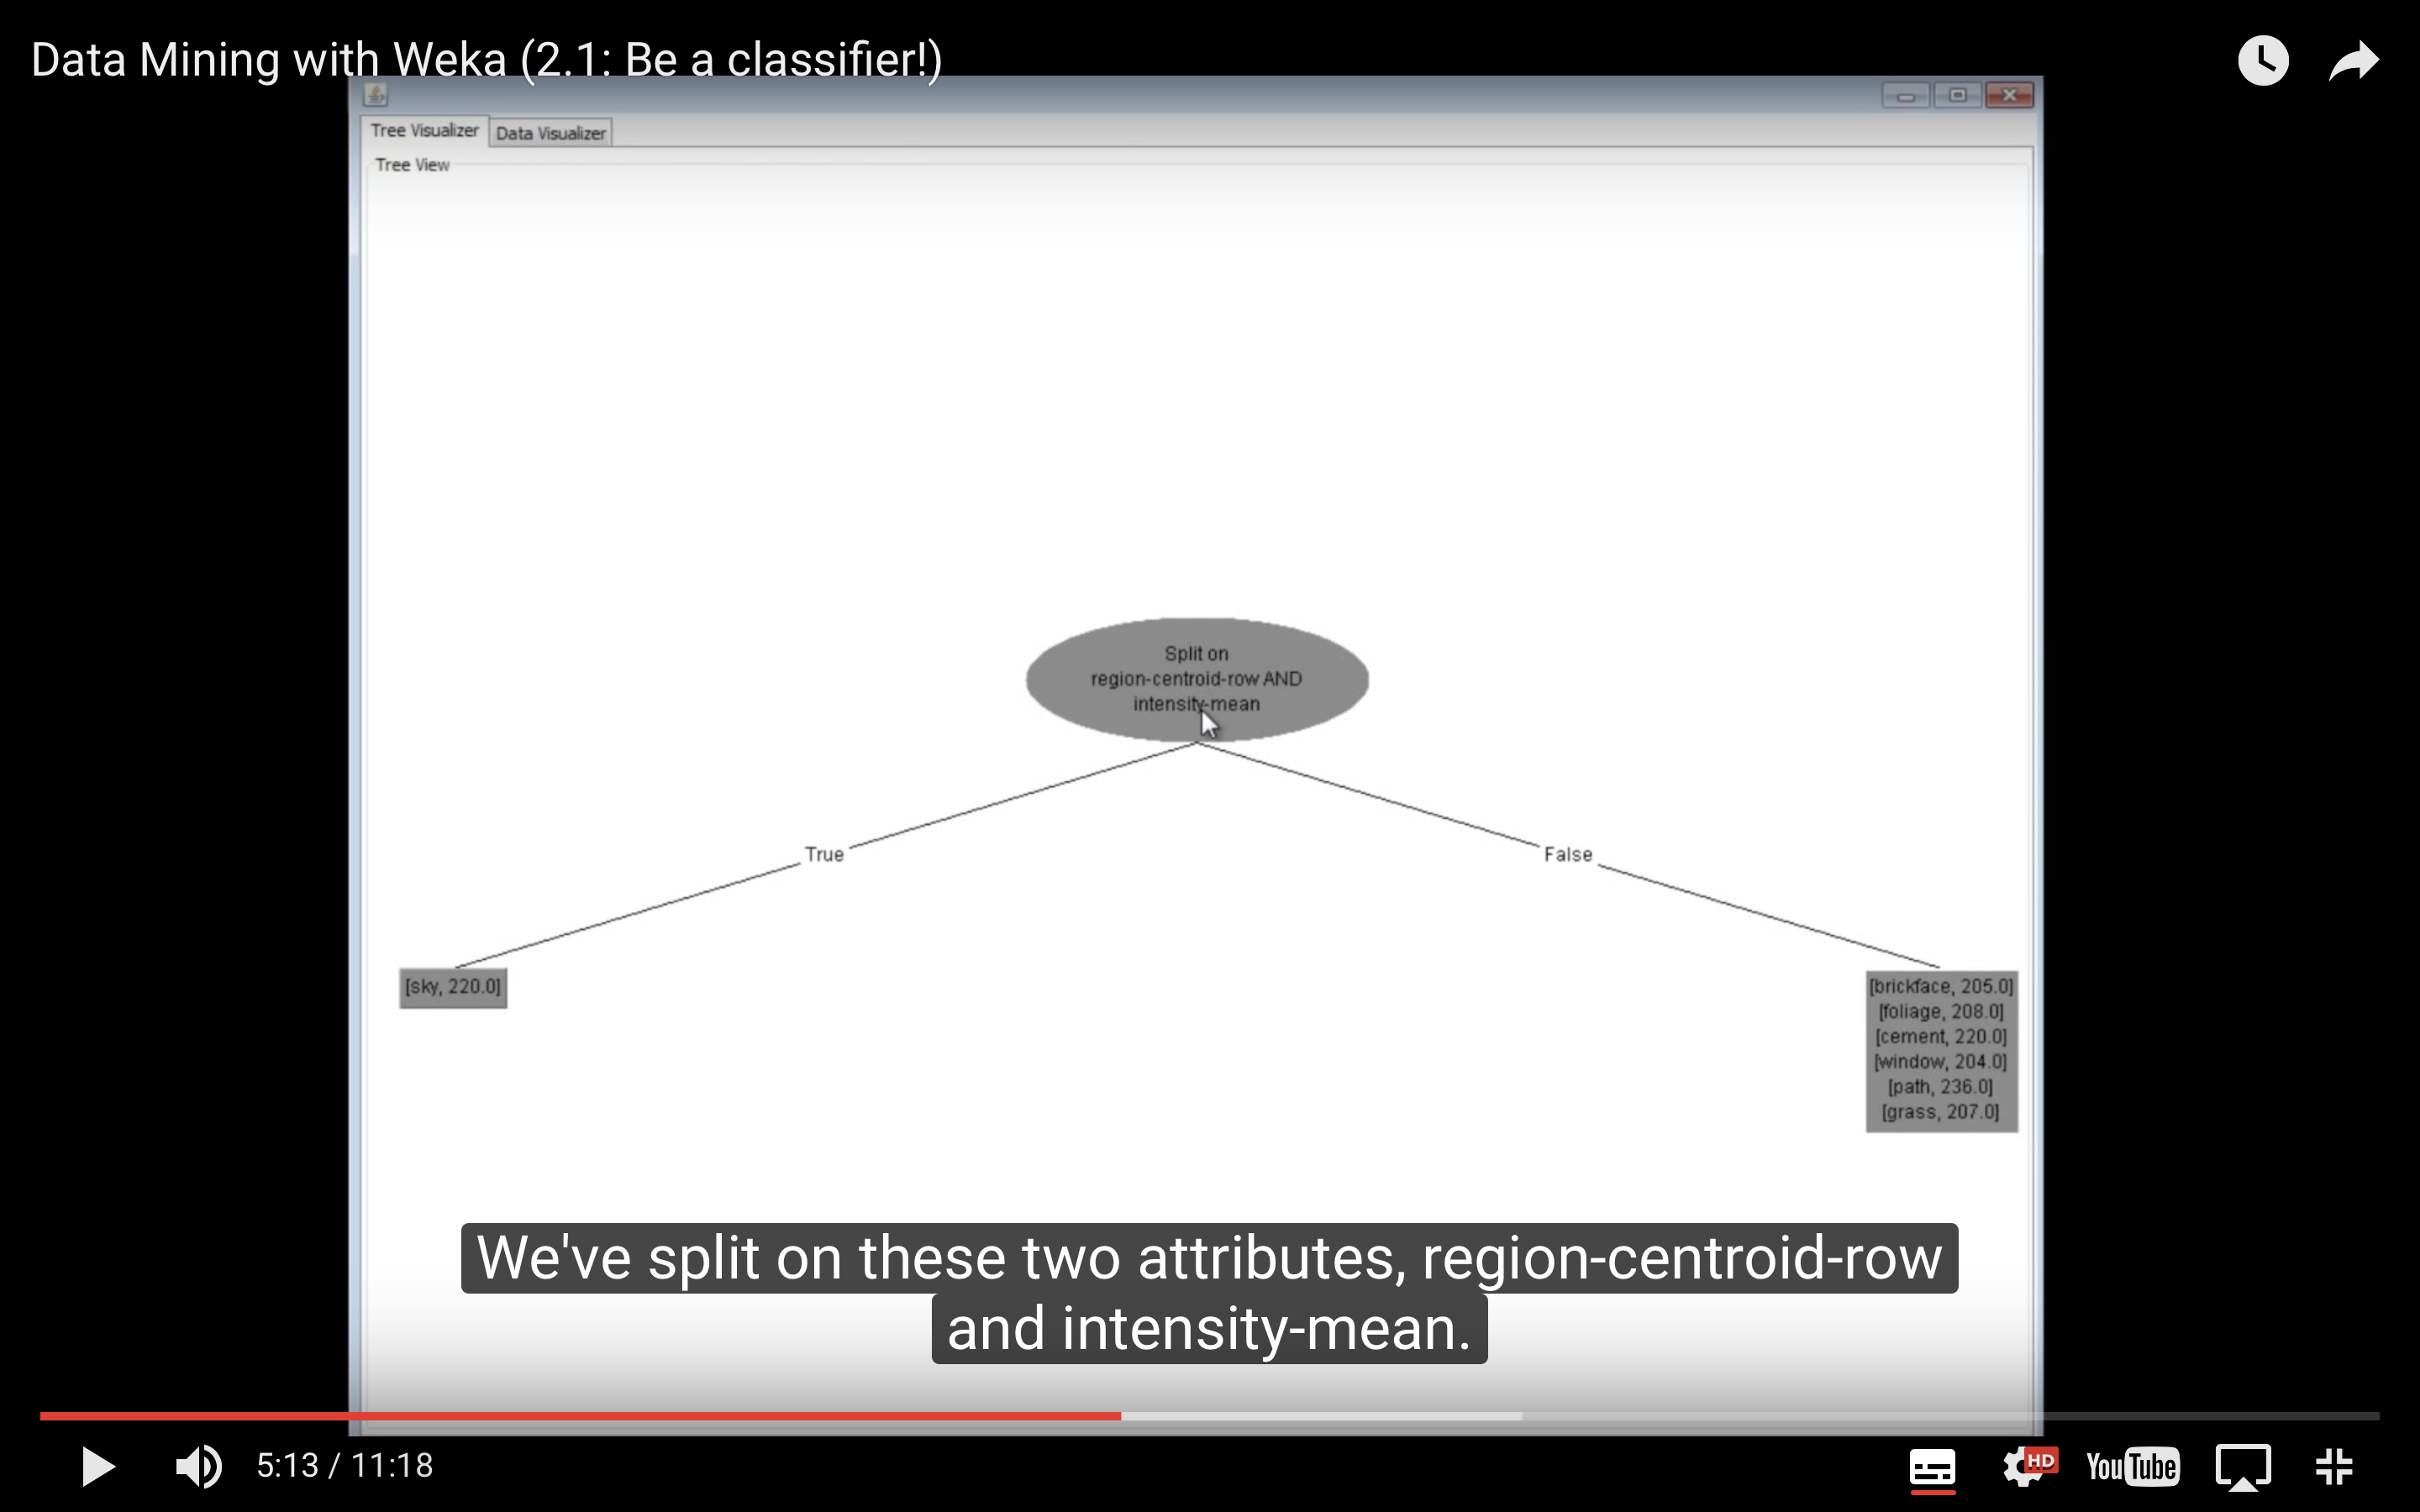 Data Mining with Weka (2.1: Be a classifier!)
Tree Visualizer
Data Visualizer
Tree View
Split on
region-centroid-row AND
intensity-mean
True
False
[sky, 220.0]
[brickface, 205.0]
[foliage, 208.0]
[cement, 220.0]
[window, 204.0]
[path, 236.0]
[grass, 207.0]
We've split on these two attributes, region-centroid-row
and intensity-mean.
5:13 / 11:18
HD
YouTube